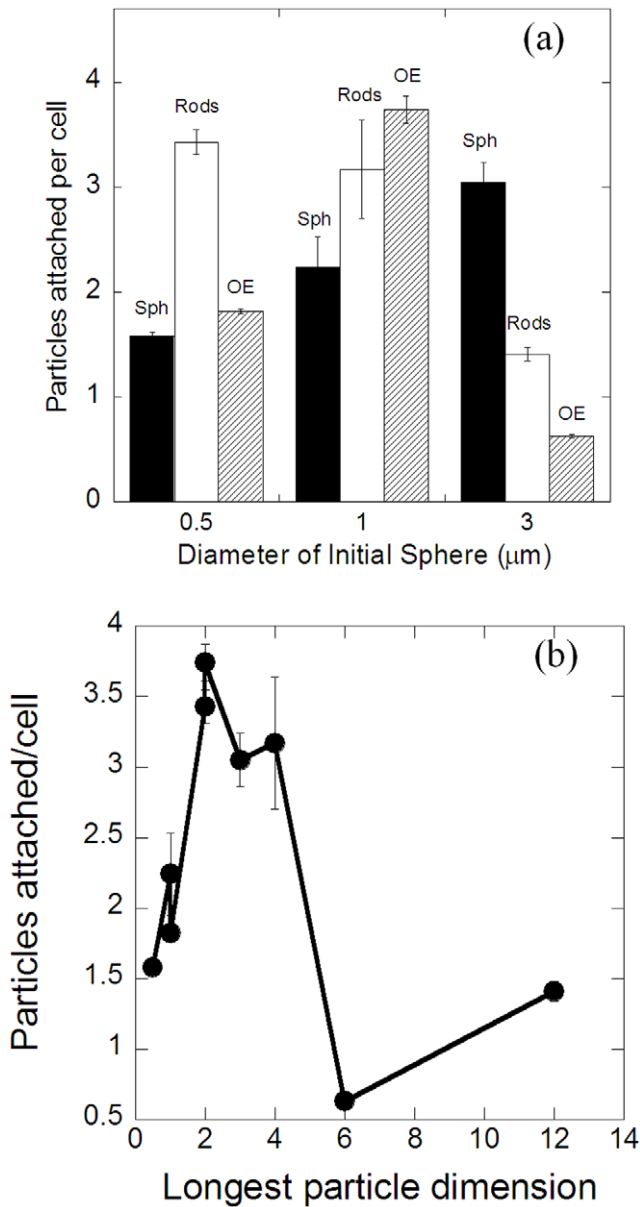 (a)
Particles attached per cell
4
3
2
1
0
Sph
Rods
OE
Sph
Rods
OE
Sph
Rods
OE
0.5 1 3
Diameter of Initial Sphere (μm)
(b)
Particles attached/cell
4
3.5
3
2.5
2
1.5
1
0.5
0 2 4 6 8 10 12 14
Longest particle dimension